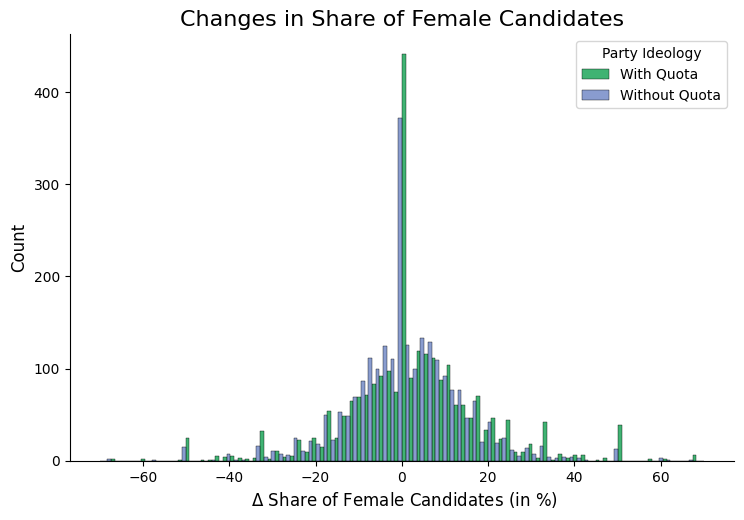 Changes in Share of Female Candidates
Party Ideology
With Quota
Without Quota
Count
400
300
200
100
0
−60
−40
−20
0
20
40
60
Δ Share of Female Candidates (in %)